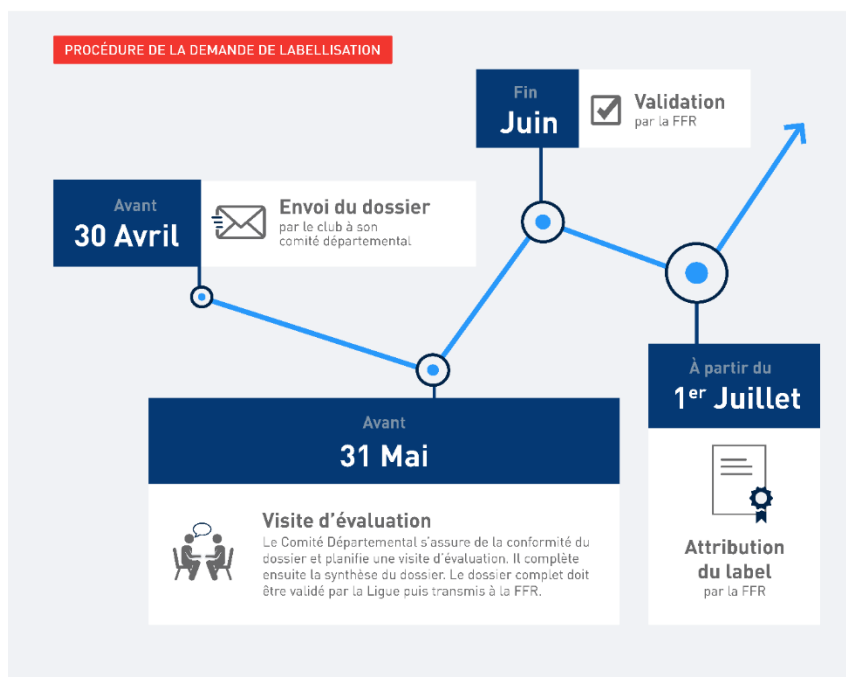 PROCÉDURE DE LA DEMANDE DE LABELLISATION
Avant
30 Avril
Envoi du dossier
par le club à son
comité départemental
Avant
31 Mai
Visite d'évaluation
Le Comité Départemental s'assure de la conformité du
dossier et planifie une visite d'évaluation. Il complète
ensuite la synthèse du dossier. Le dossier complet doit
être validé par la Ligue puis transmis à la FFR.
Fin
Juin
Validation
par la FFR
À partir du
1er Juillet
Attribution
du label
par la FFR